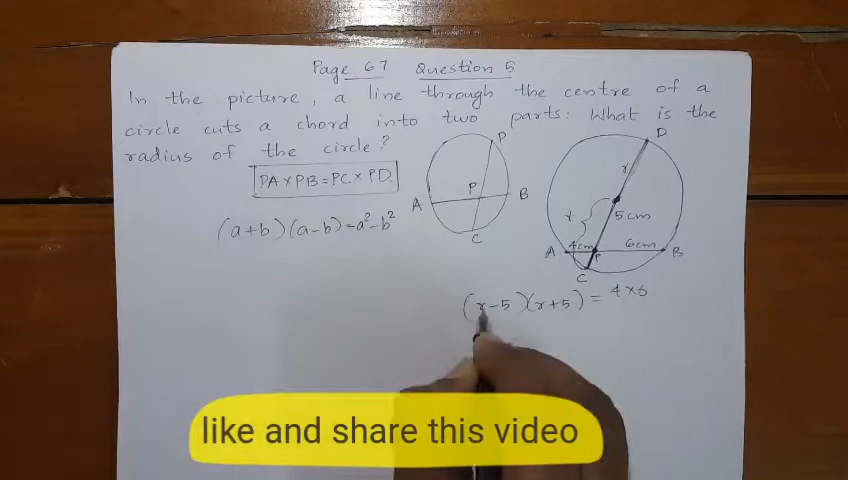 Page 67 Question 5
In the picture, a line through the centre of a
circle cuts a chord into two parts: What is the
radius of the circle?
PA×PB=PC×PD.
(a+b)(a-b)=a²-b²
D
P
A
B
C
D
r
5cm
r
A
4cm
P
6cm
B
C
(r-5)(r+5) = 4×6
like and share this video